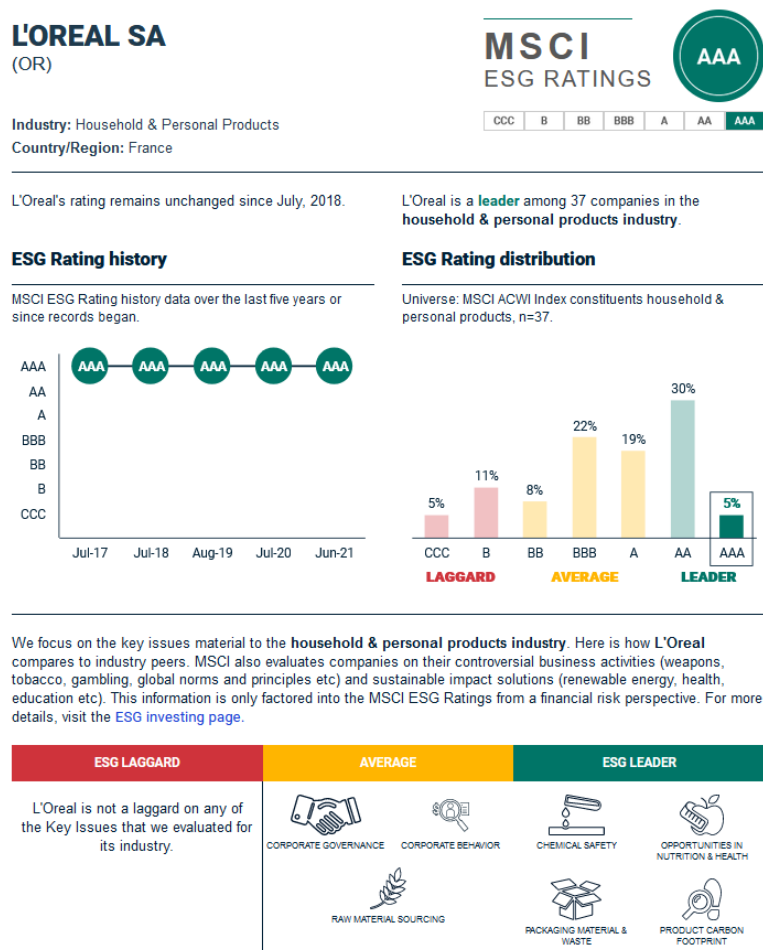 L'OREAL SA
(OR)
MSCI
ESG RATINGS
AAA
CCC B BB BBB A AA AAA
Industry: Household & Personal Products
Country/Region: France
L'Oreal's rating remains unchanged since July, 2018.
L'Oreal is a leader among 37 companies in the
household & personal products industry.
ESG Rating history
MSCI ESG Rating history data over the last five years or
since records began.
AAA
AA
A
BBB
BB
B
CCC
AAA AAA AAA AAA AAA
Jul-17 Jul-18 Aug-19 Jul-20 Jun-21
ESG Rating distribution
Universe: MSCI ACWI Index constituents household &
personal products, n=37.
5% 11% 8% 22% 19% 30% 5%
CCC B BB BBB A AA AAA
LAGGARD AVERAGE LEADER
We focus on the key issues material to the household & personal products industry. Here is how L'Oreal
compares to industry peers. MSCI also evaluates companies on their controversial business activities (weapons,
tobacco, gambling, global norms and principles etc) and sustainable impact solutions (renewable energy, health,
education etc). This information is only factored into the MSCI ESG Ratings from a financial risk perspective. For more
details, visit the ESG investing page.
ESG LAGGARD
L'Oreal is not a laggard on any of
the Key Issues that we evaluated for
its industry.
AVERAGE
CORPORATE GOVERNANCE
CORPORATE BEHAVIOR
RAW MATERIAL SOURCING
ESG LEADER
CHEMICAL SAFETY
OPPORTUNITIES IN
NUTRITION & HEALTH
PACKAGING MATERIAL &
WASTE
PRODUCT CARBON
FOOTPRINT